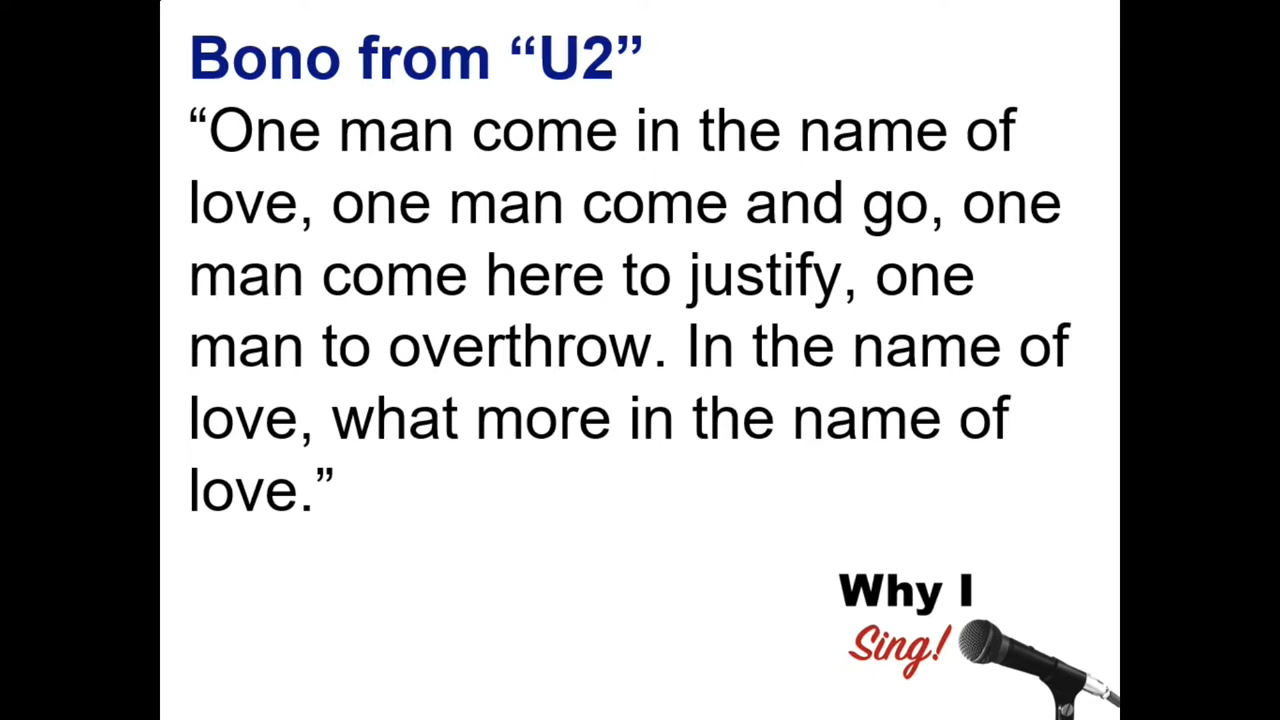 Bono from “U2”
“One man come in the name of
love, one man come and go, one
man come here to justify, one
man to overthrow. In the name of
love, what more in the name of
love.”
Why I
Sing!